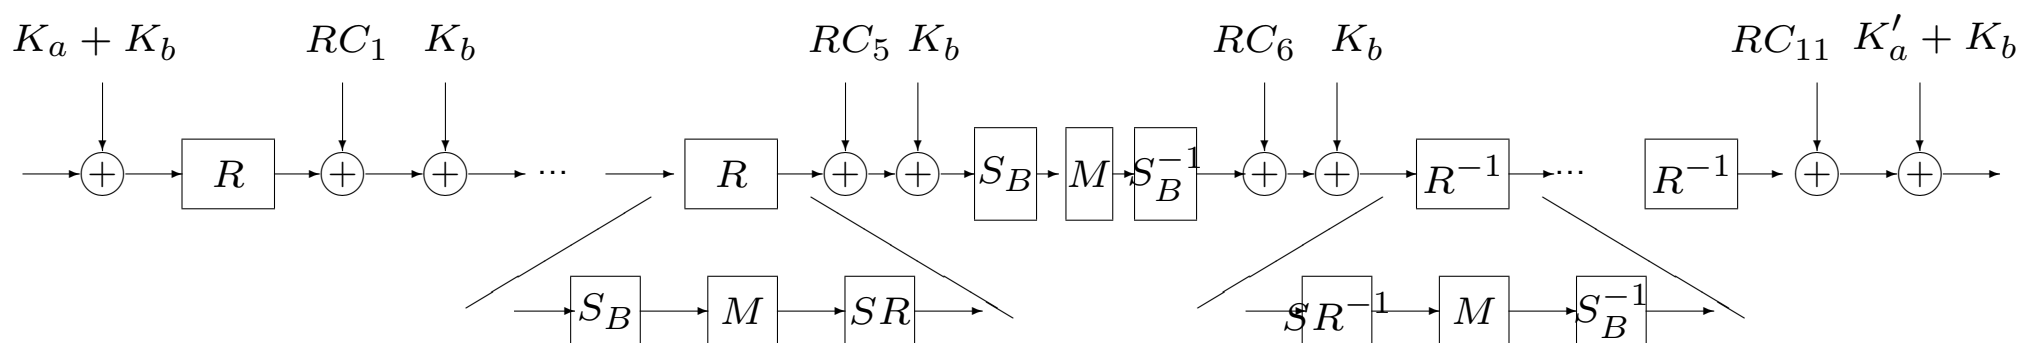 K_a + K_b RC_1 K_b RC_5 K_b RC_6 K_b RC_11 K'_a + K_b
+ R + + ... R + + S_B M S_B^{-1} + + R^{-1} ... R^{-1} + +
S_B M SR SR^{-1} M S_B^{-1}